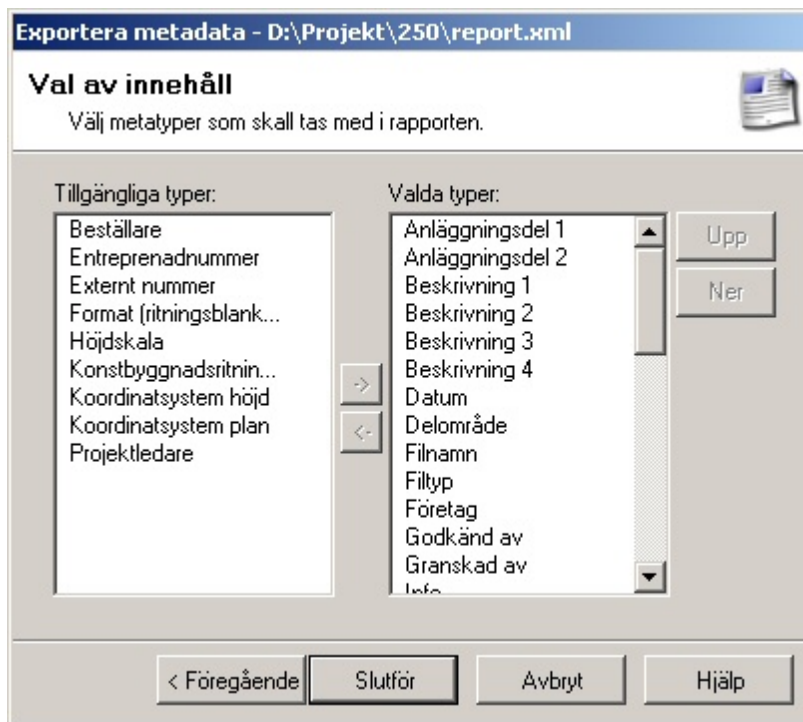 Exportera metadata - D:\Projekt\250\report.xml
Val av innehåll
Välj metatyper som skall tas med i rapporten.
Tillgängliga typer:
Beställare
Entreprenadnummer
Externt nummer
Format (ritningsblank...
Höjdskala
Konstbyggnadsritnin...
Koordinatsystem höjd
Koordinatsystem plan
Projektledare
->
<-
Valda typer:
Anläggningsdel 1
Anläggningsdel 2
Beskrivning 1
Beskrivning 2
Beskrivning 3
Beskrivning 4
Datum
Delområde
Filnamn
Filtyp
Företag
Godkänd av
Granskad av
Info
Upp
Ner
< Föregående
Slutför
Avbryt
Hjälp